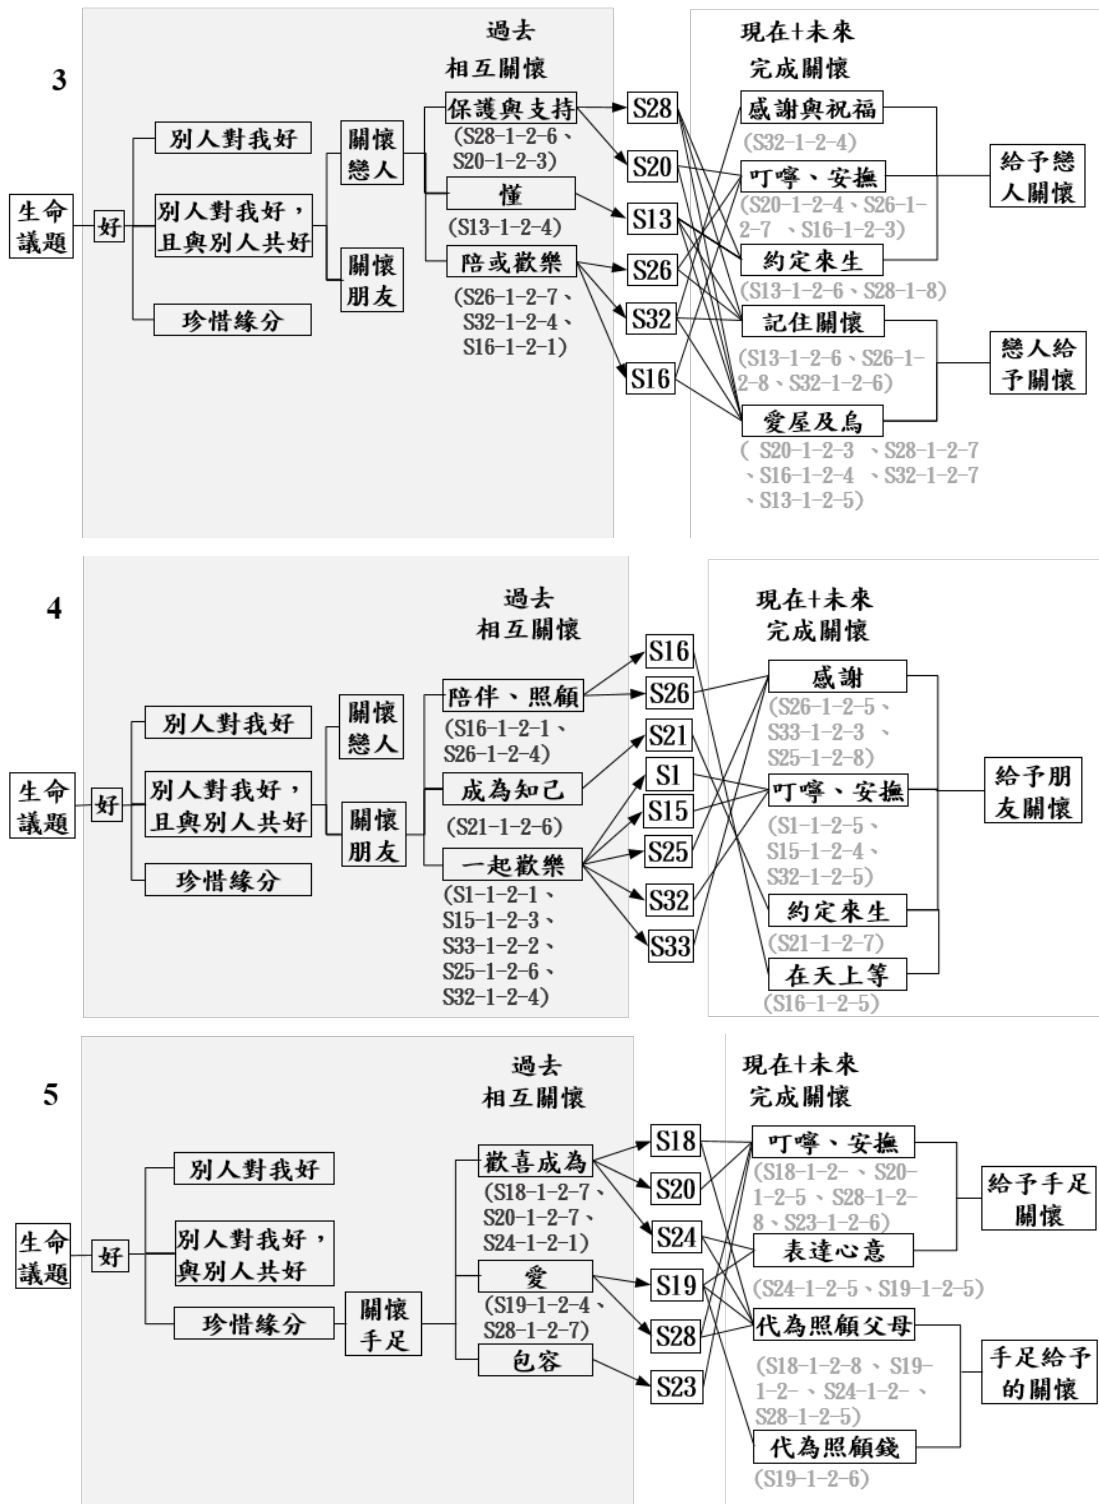 3
過去
相互關懷
現在+未來
完成關懷
生命
議題
好
別人對我好
別人對我好，
且與別人共好
珍惜緣分
關懷
戀人
關懷
朋友
保護與支持
(S28-1-2-6、
S20-1-2-3)
懂
(S13-1-2-4)
陪或歡樂
(S26-1-2-7、
S32-1-2-4、
S16-1-2-1)
S28
S20
S13
S26
S32
S16
感謝與祝福
(S32-1-2-4)
叮嚀、安撫
(S20-1-2-4、S26-1-
2-7 、S16-1-2-3)
約定來生
(S13-1-2-6、S28-1-8)
記住關懷
(S13-1-2-6、S26-1-
2-8、S32-1-2-6)
愛屋及烏
( S20-1-2-3 、S28-1-2-7
、S16-1-2-4 、S32-1-2-7
、S13-1-2-5)
給予戀
人關懷
戀人給
予關懷
4
過去
相互關懷
現在+未來
完成關懷
生命
議題
好
別人對我好
別人對我好，
且與別人共好
珍惜緣分
關懷
戀人
關懷
朋友
陪伴、照顧
(S16-1-2-1、
S26-1-2-4)
成為知己
(S21-1-2-6)
一起歡樂
(S1-1-2-1、
S15-1-2-3、
S33-1-2-2、
S25-1-2-6、
S32-1-2-4)
S16
S26
S21
S1
S15
S25
S32
S33
感謝
(S26-1-2-5、
S33-1-2-3 、
S25-1-2-8)
叮嚀、安撫
(S1-1-2-5、
S15-1-2-4、
S32-1-2-5)
約定來生
(S21-1-2-7)
在天上等
(S16-1-2-5)
給予朋
友關懷
5
過去
相互關懷
現在+未來
完成關懷
生命
議題
好
別人對我好
別人對我好，
與別人共好
珍惜緣分
關懷
手足
歡喜成為
(S18-1-2-7、
S20-1-2-7、
S24-1-2-1)
愛
(S19-1-2-4、
S28-1-2-7)
包容
S18
S20
S24
S19
S28
S23
叮嚀、安撫
(S18-1-2-、S20-
1-2-5、S28-1-2-
8、S23-1-2-6)
表達心意
(S24-1-2-5、S19-1-2-5)
代為照顧父母
(S18-1-2-8 、S19-
1-2-、S24-1-2-、
S28-1-2-5)
代為照顧錢
(S19-1-2-6)
給予手足
關懷
手足給予
的關懷